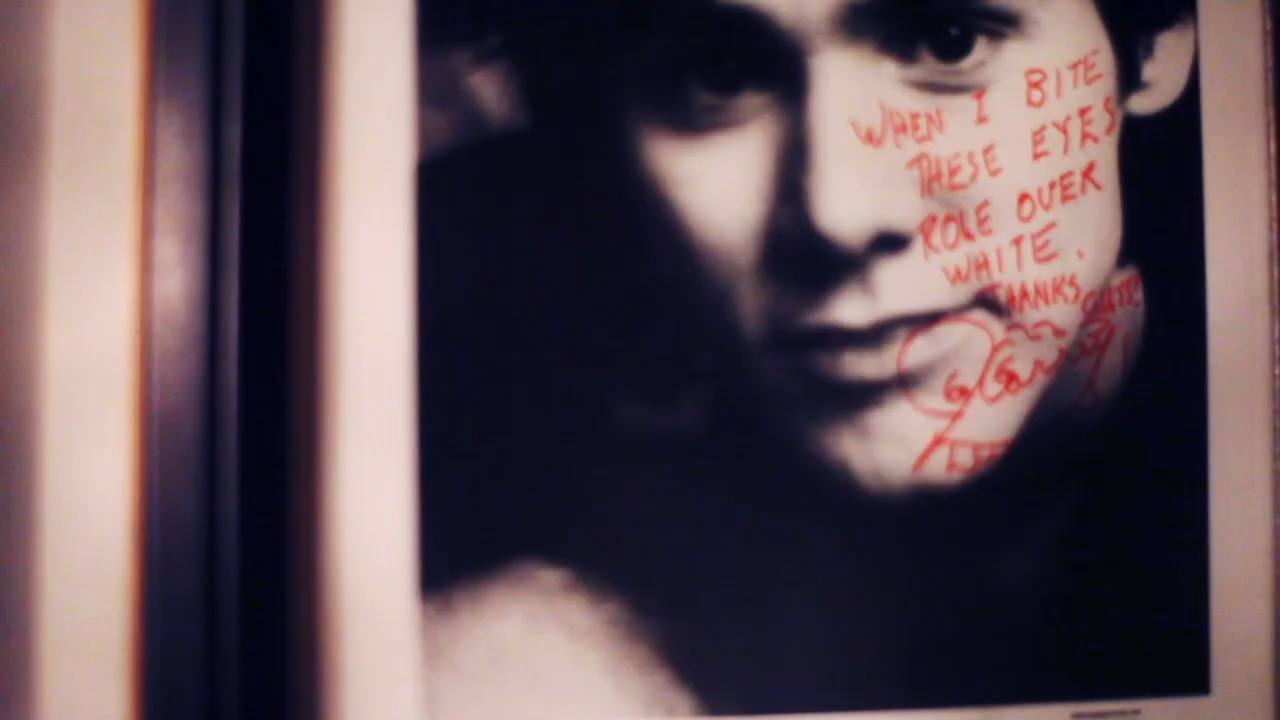 WHEN I BITE
THESE EYES
ROLE OVER
WHITE.
THANKS